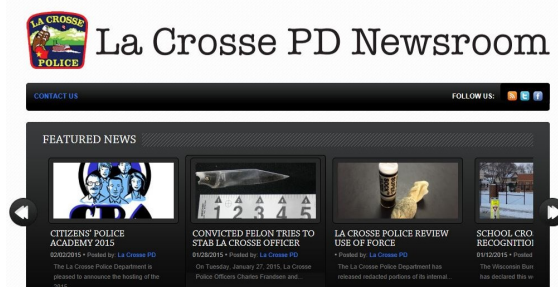 LA CROSSE
POLICE
La Crosse PD Newsroom
CONTACT US
FOLLOW US:
FEATURED NEWS
1 2 3 4 5
CITIZENS' POLICE
ACADEMY 2015
02/02/2015 • Posted by: La Crosse PD
The La Crosse Police Department is
pleased to announce the hosting of the
2015
CONVICTED FELON TRIES TO
STAB LA CROSSE OFFICER
01/28/2015 • Posted by: La Crosse PD
On Tuesday, January 27, 2015, La Crosse
Police Officers Charles Frandsen and...
LA CROSSE POLICE REVIEW
USE OF FORCE
• Posted by: La Crosse PD
The La Crosse Police Department has
released redacted portions of its internal...
SCHOOL CRO
RECOGNITIO
01/12/2015 • Posted
The Wisconsin Bur
has declared this w